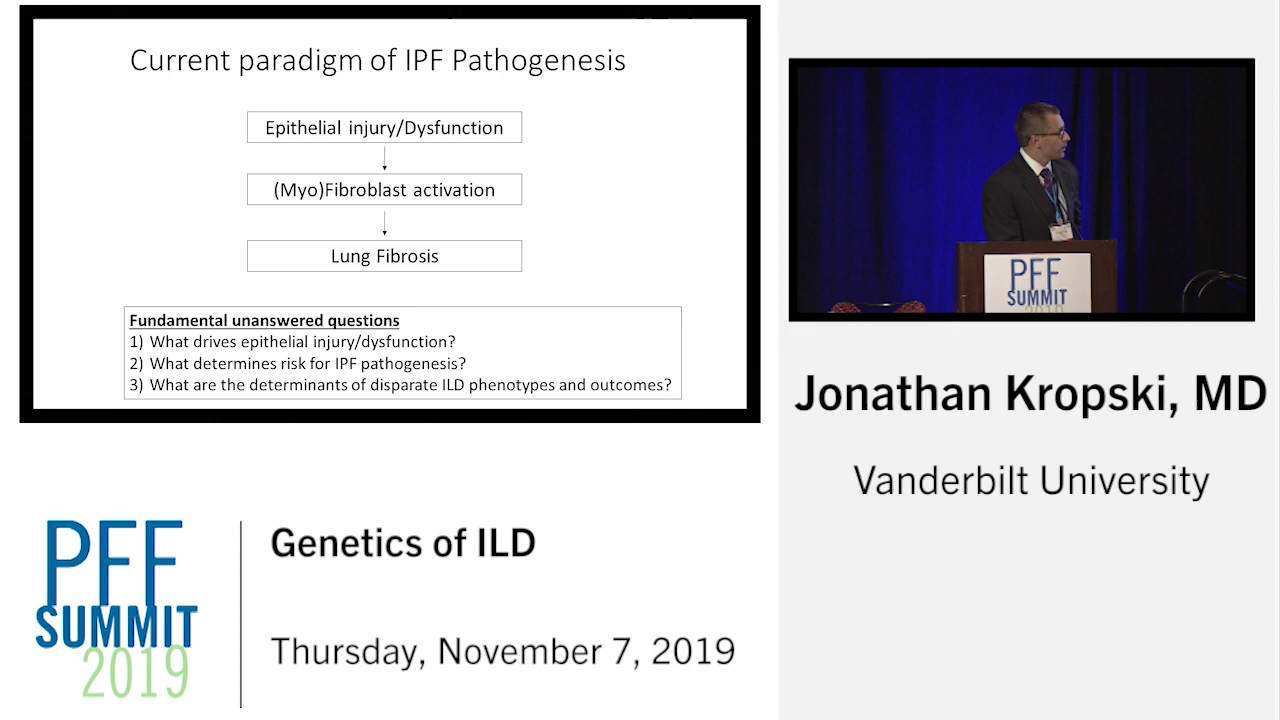 Current paradigm of IPF Pathogenesis
Epithelial injury/Dysfunction
(Myo)Fibroblast activation
Lung Fibrosis
Fundamental unanswered questions
1) What drives epithelial injury/dysfunction?
2) What determines risk for IPF pathogenesis?
3) What are the determinants of disparate ILD phenotypes and outcomes?
PFF
SUMMIT
2019
Jonathan Kropski, MD
Vanderbilt University
PFF
SUMMIT
2019
Genetics of ILD
Thursday, November 7, 2019